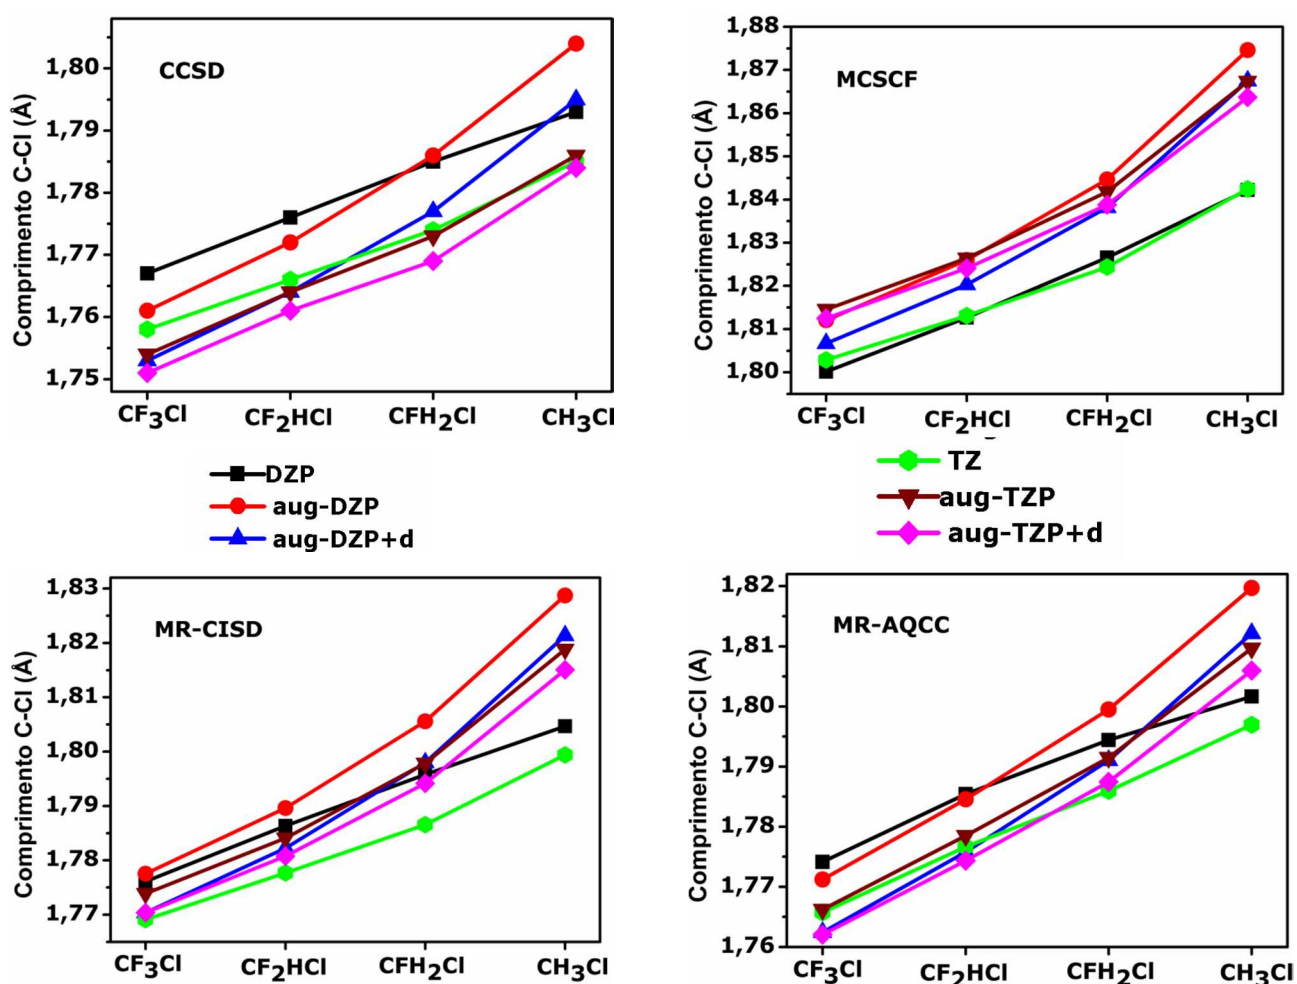 CCSD
Comprimento C-Cl (Å)
1,80
1,79
1,78
1,77
1,76
1,75
CF3Cl CF2HCl CFH2Cl CH3Cl
MCSCF
Comprimento C-Cl (Å)
1,88
1,87
1,86
1,85
1,84
1,83
1,82
1,81
1,80
CF3Cl CF2HCl CFH2Cl CH3Cl
DZP
aug-DZP
aug-DZP+d
TZ
aug-TZP
aug-TZP+d
MR-CISD
Comprimento C-Cl (Å)
1,83
1,82
1,81
1,80
1,79
1,78
1,77
CF3Cl CF2HCl CFH2Cl CH3Cl
MR-AQCC
Comprimento C-Cl (Å)
1,82
1,81
1,80
1,79
1,78
1,77
1,76
CF3Cl CF2HCl CFH2Cl CH3Cl